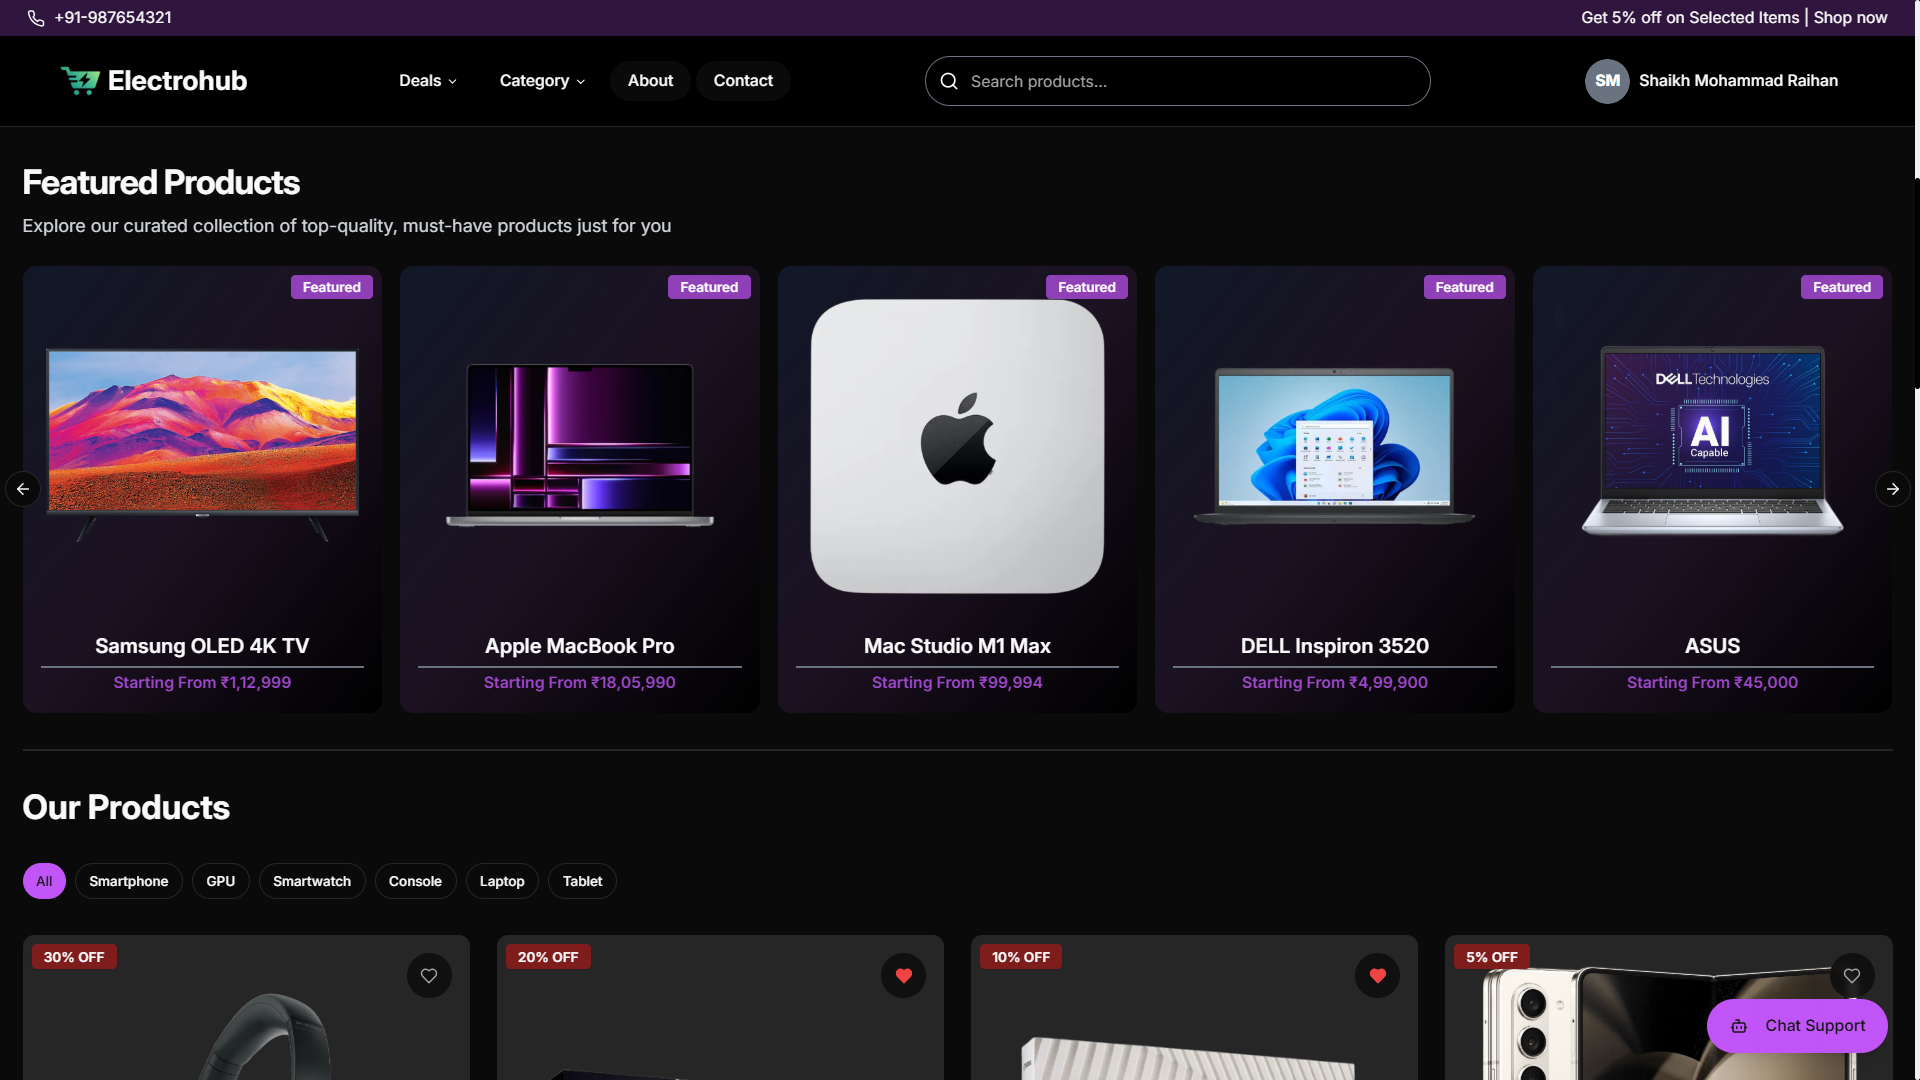 +91-987654321
Get 5% off on Selected Items | Shop now
Electrohub
Deals
Category
About
Contact
Search products...
SM
Shaikh Mohammad Raihan
Featured Products
Explore our curated collection of top-quality, must-have products just for you
Featured
Featured
Featured
Featured
Featured
DELL Technologies
AI
Capable
Samsung OLED 4K TV
Apple MacBook Pro
Mac Studio M1 Max
DELL Inspiron 3520
ASUS
Starting From ₹1,12,999
Starting From ₹18,05,990
Starting From ₹99,994
Starting From ₹4,99,900
Starting From ₹45,000
Our Products
All
Smartphone
GPU
Smartwatch
Console
Laptop
Tablet
30% OFF
20% OFF
10% OFF
5% OFF
Chat Support